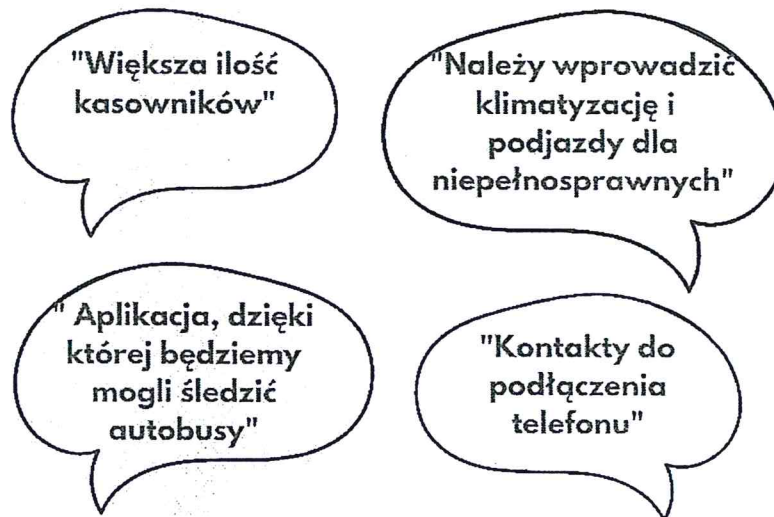 "Większa ilość
kasowników"
"Należy wprowadzić
klimatyzację i
podjazdy dla
niepełnosprawnych"
" Aplikacja, dzięki
której będziemy
mogli śledzić
autobusy"
"Kontakty do
podłączenia
telefonu"